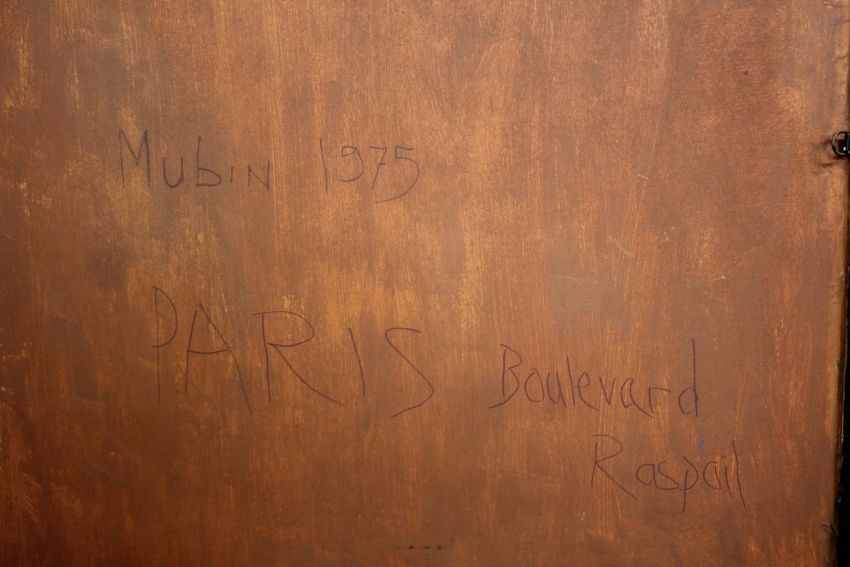 Mubin 1975
PARIS Boulevard
Raspail